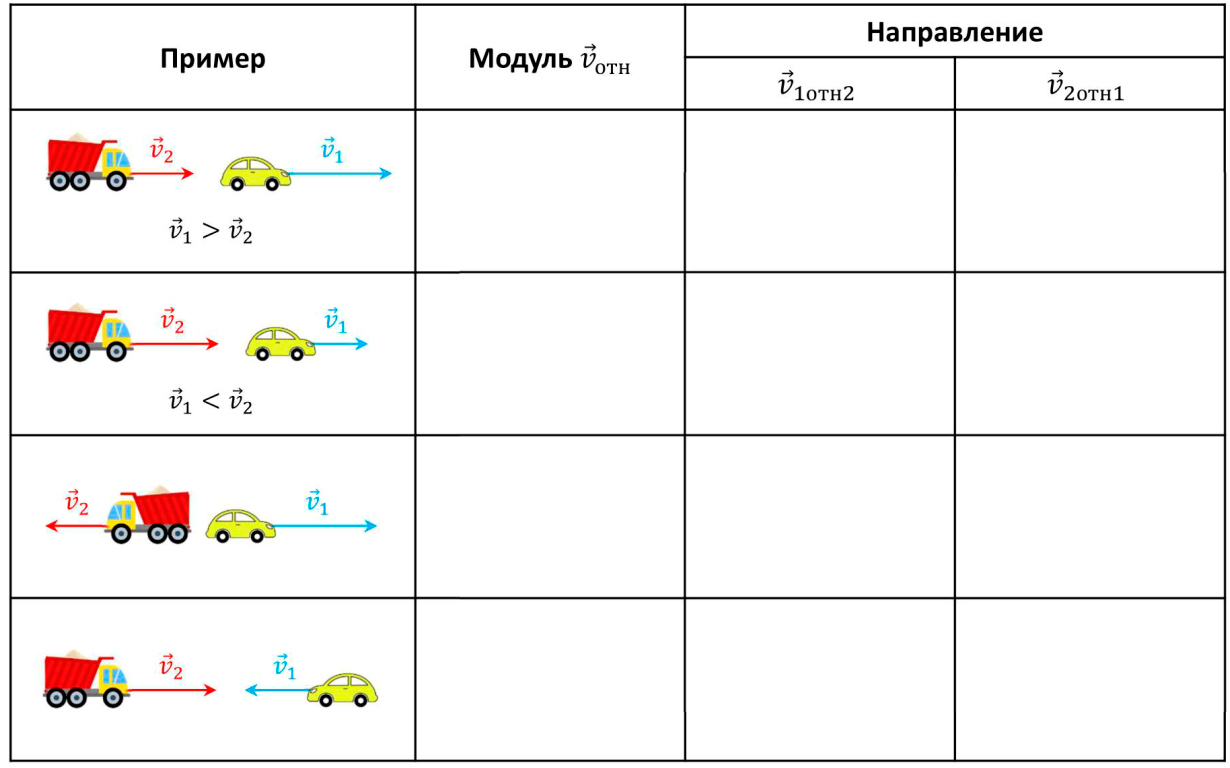 Пример
Модуль v⃗отн
Направление
v⃗1отн2
v⃗2отн1
v⃗2
v⃗1
v⃗1 > v⃗2
v⃗2
v⃗1
v⃗1 < v⃗2
v⃗2
v⃗1
v⃗2
v⃗1